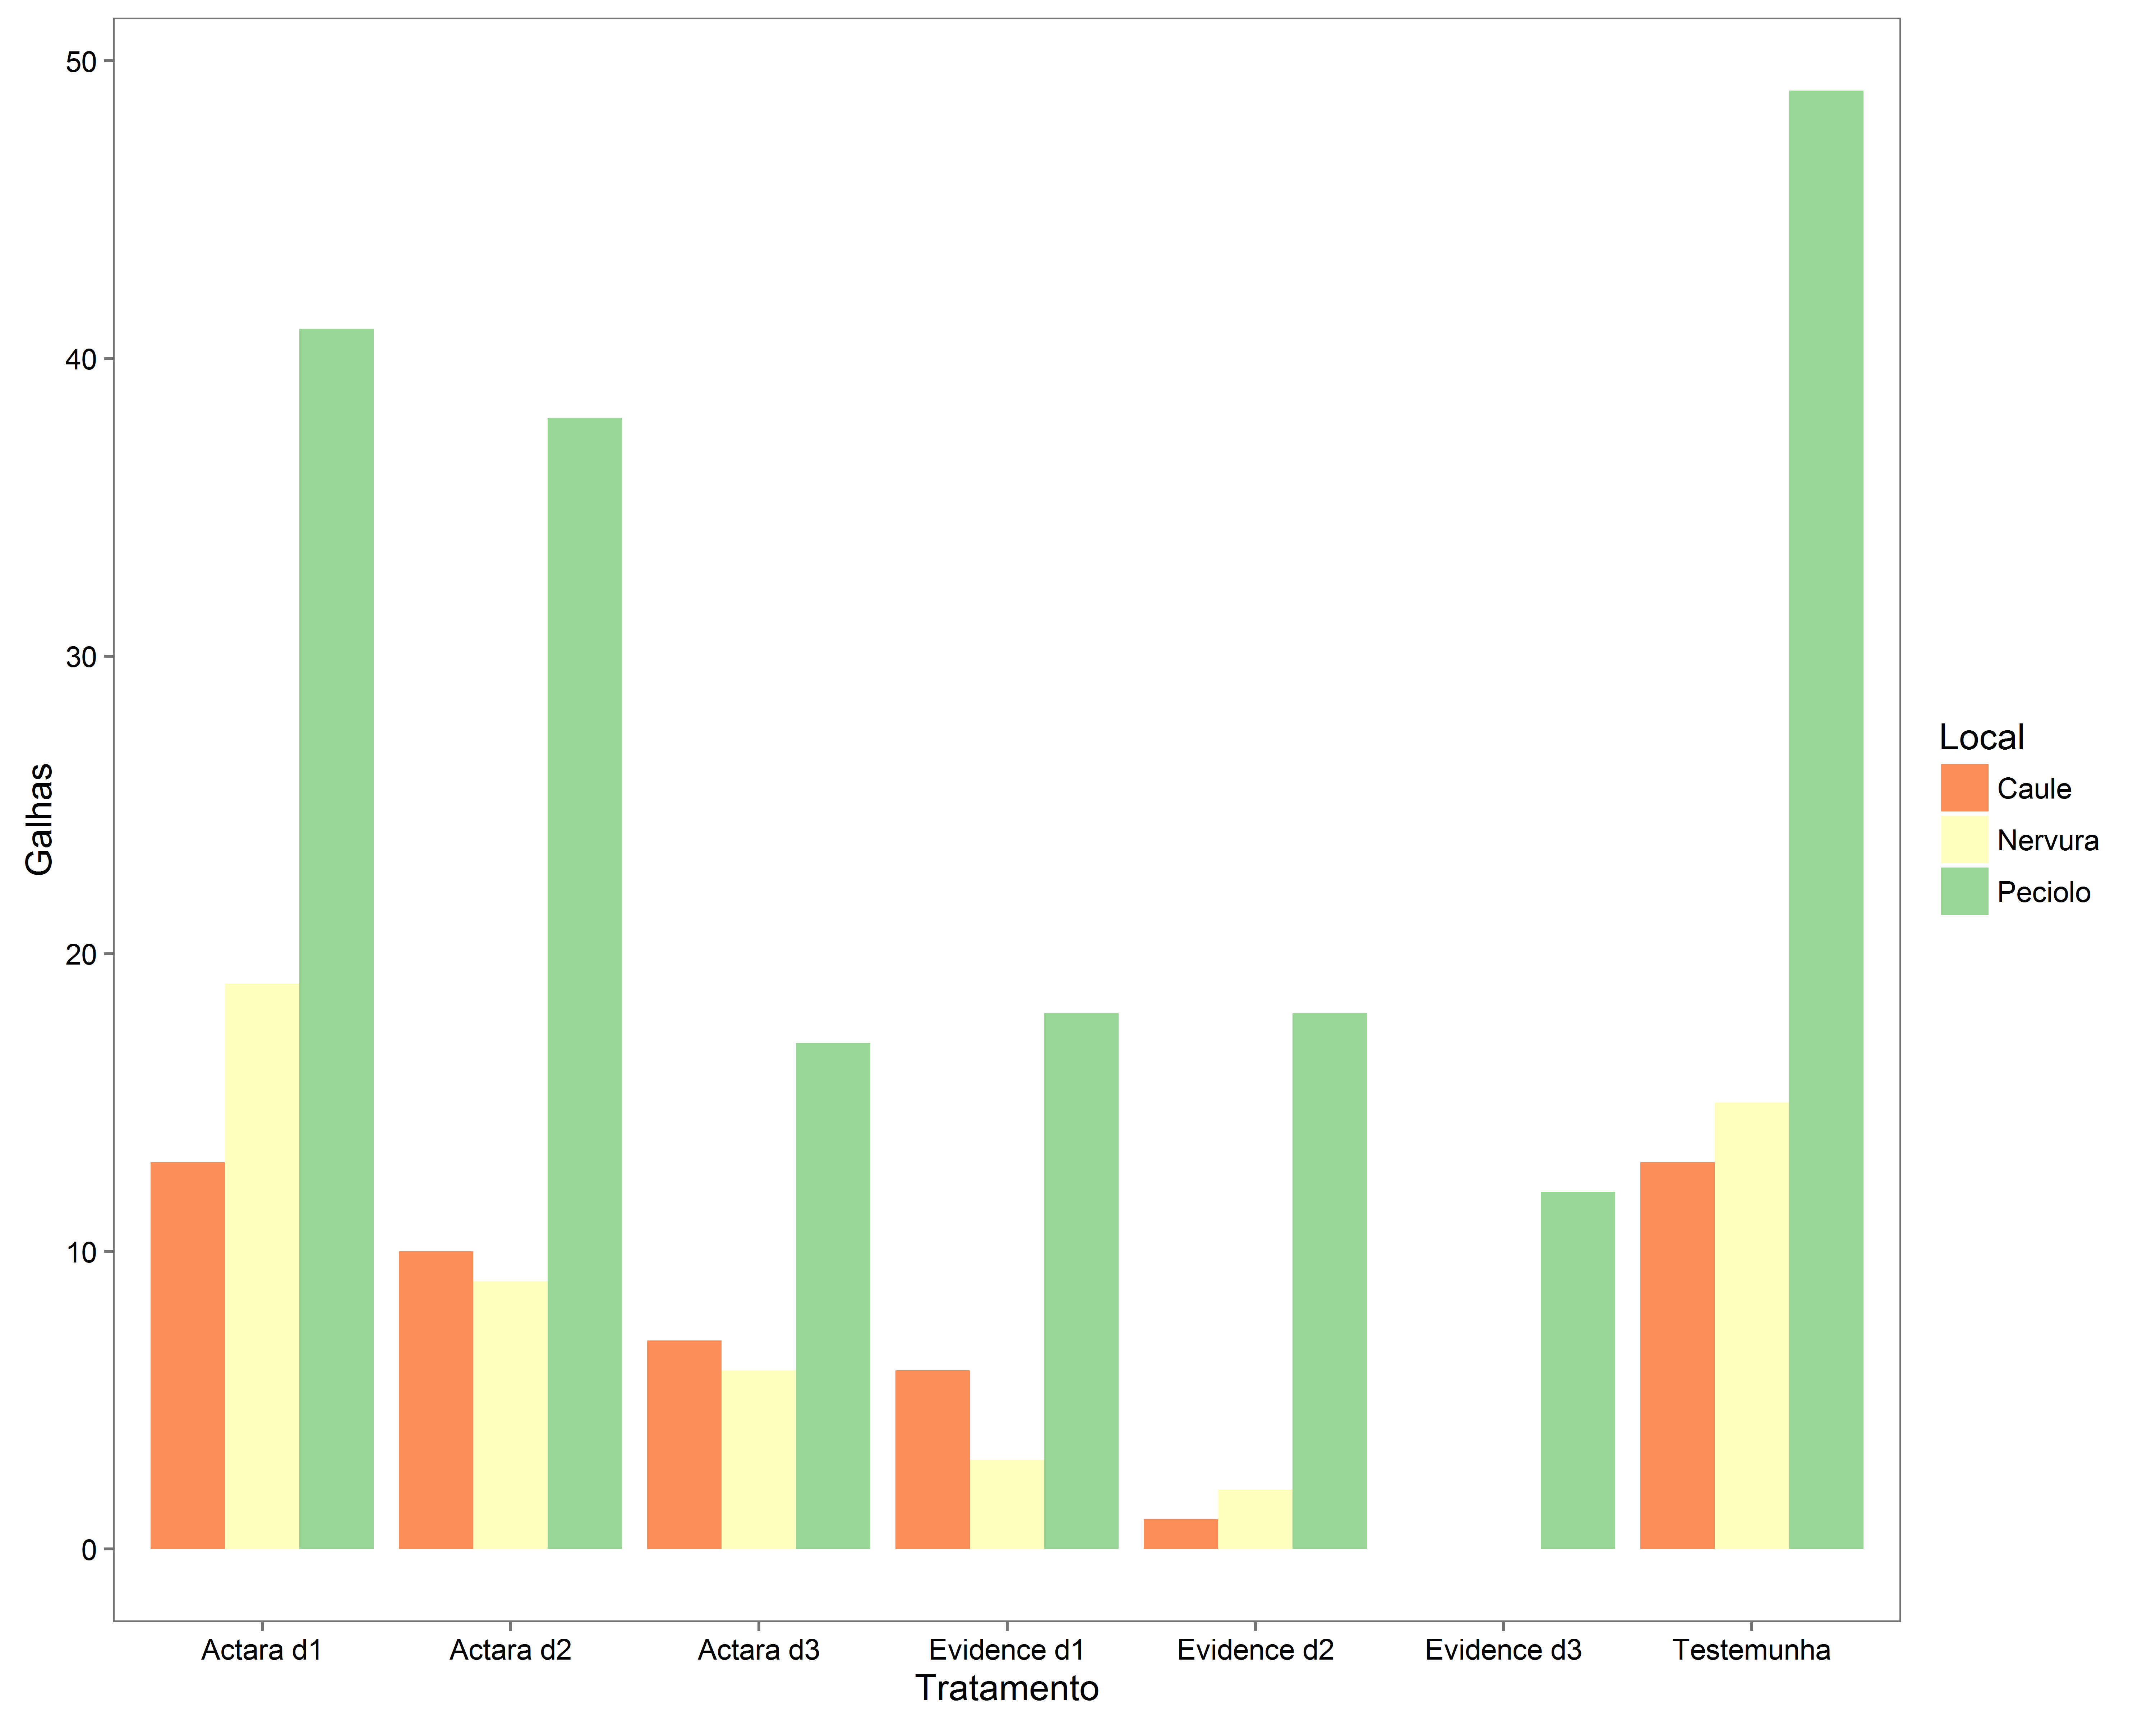 50
40
30
20
10
0
Galhas
Actara d1
Actara d2
Actara d3
Evidence d1
Evidence d2
Evidence d3
Testemunha
Tratamento
Local
Caule
Nervura
Peciolo